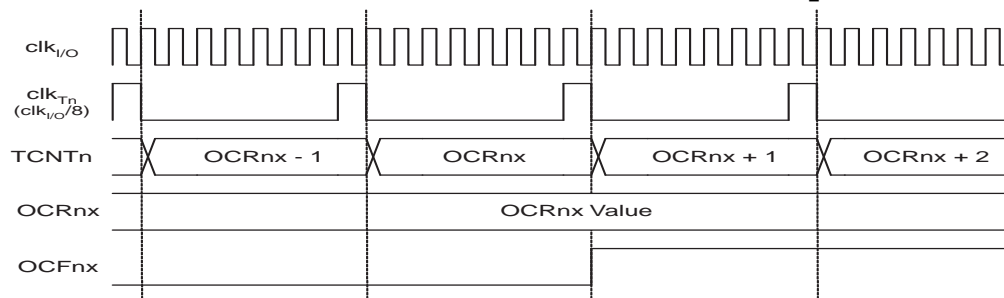 clkI/O
clkTn
(clkI/O/8)
TCNTn OCRnx - 1 OCRnx OCRnx + 1 OCRnx + 2
OCRnx OCRnx Value
OCFnx